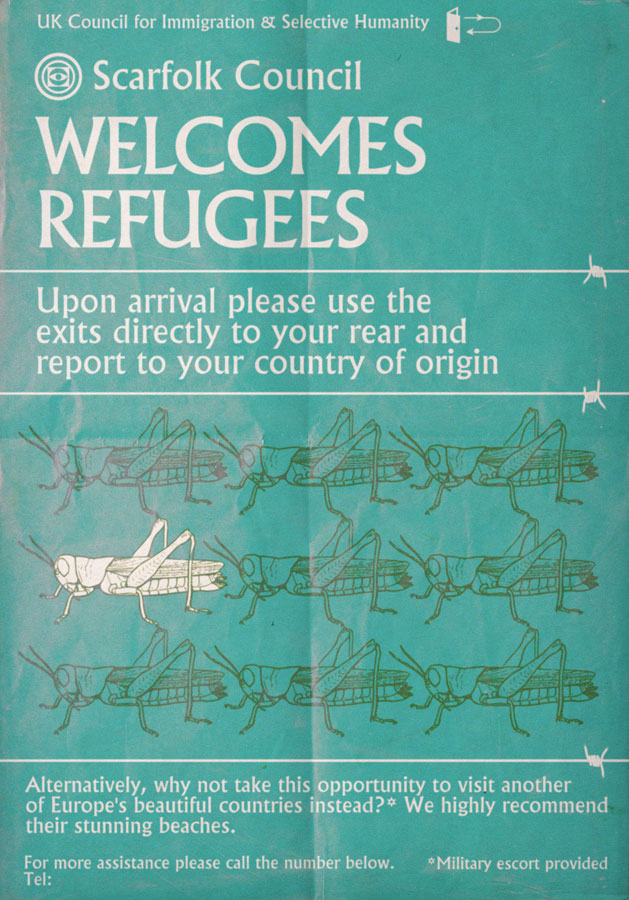 UK Council for Immigration & Selective Humanity
Scarfolk Council
WELCOMES
REFUGEES
Upon arrival please use the
exits directly to your rear and
report to your country of origin
Alternatively, why not take this opportunity to visit another
of Europe's beautiful countries instead?* We highly recommend
their stunning beaches.
For more assistance please call the number below. *Military escort provided
Tel: